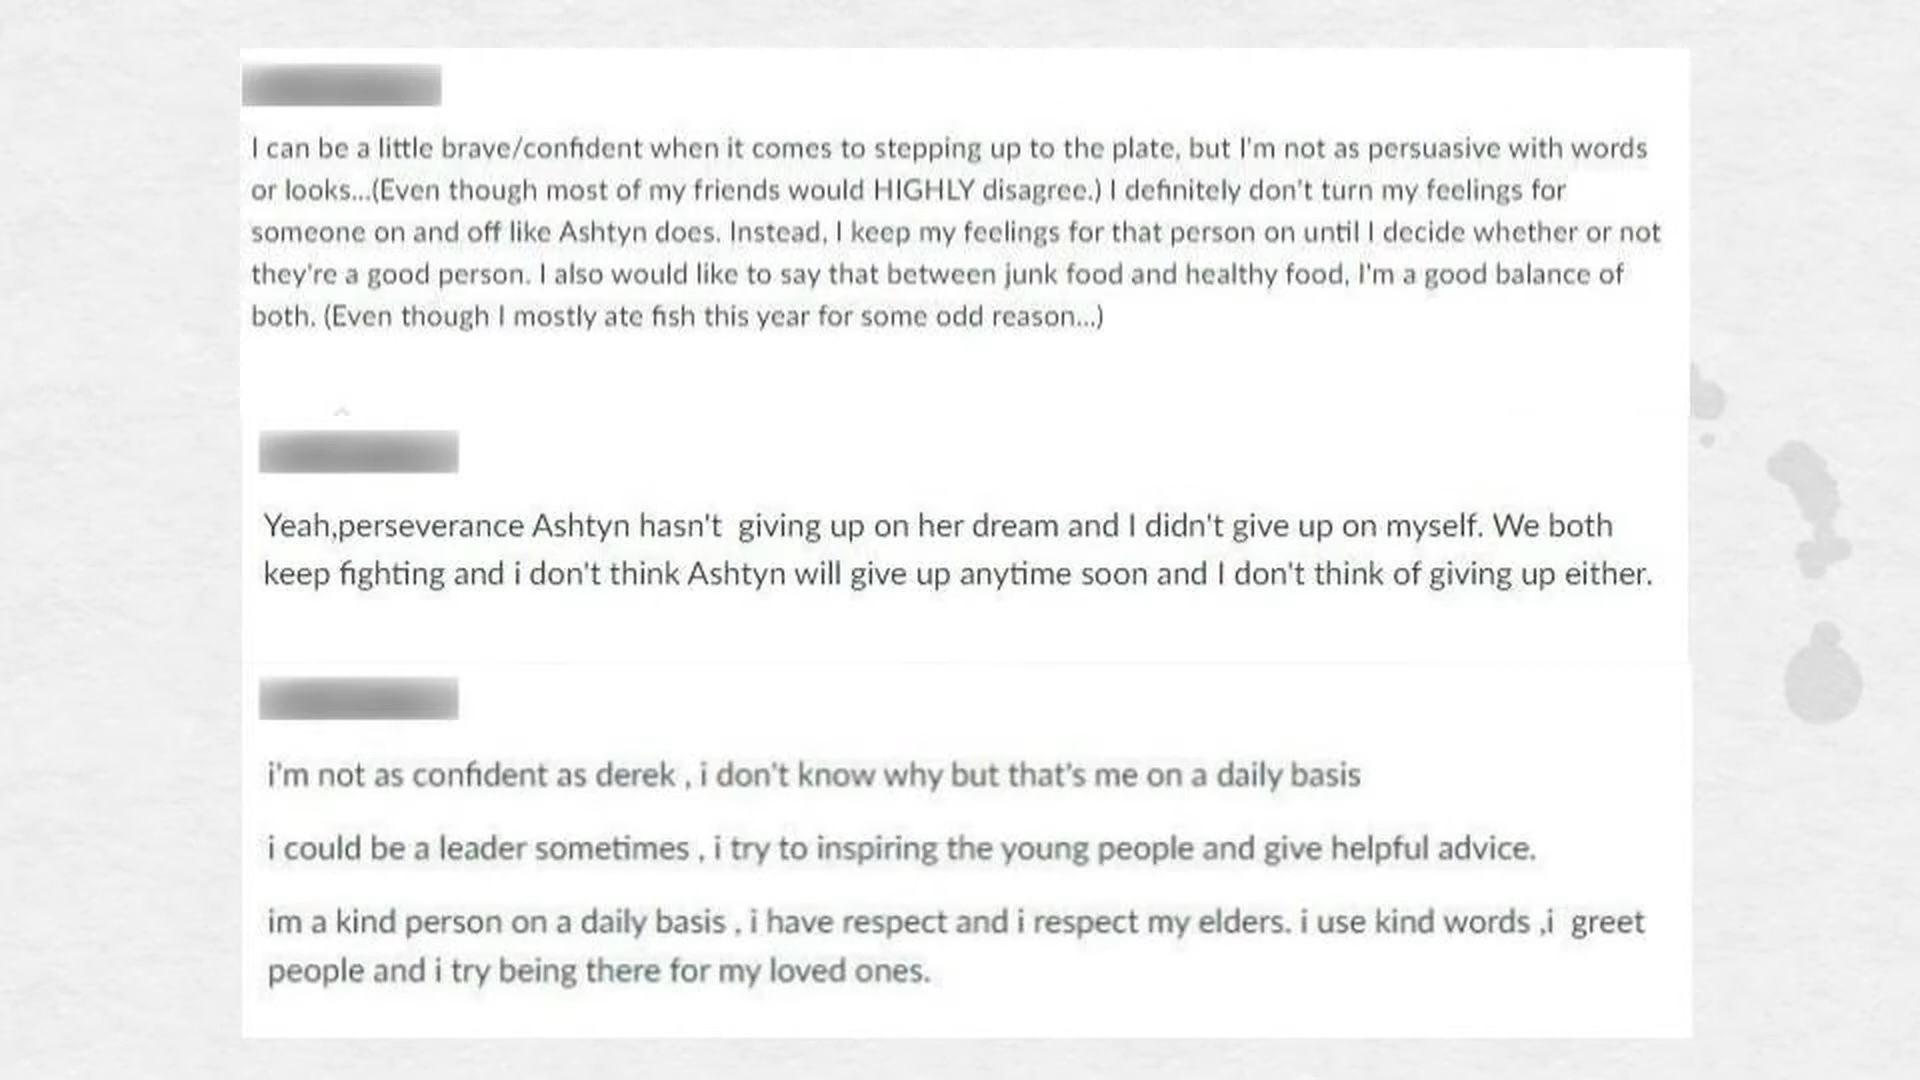 I can be a little brave/confident when it comes to stepping up to the plate, but I'm not as persuasive with words
or looks...(Even though most of my friends would HIGHLY disagree.) I definitely don't turn my feelings for
someone on and off like Ashtyn does. Instead, I keep my feelings for that person on until I decide whether or not
they're a good person. I also would like to say that between junk food and healthy food, I'm a good balance of
both. (Even though I mostly ate fish this year for some odd reason...)
Yeah,perseverance Ashtyn hasn't  giving up on her dream and I didn't give up on myself. We both
keep fighting and i don't think Ashtyn will give up anytime soon and I don't think of giving up either.
i'm not as confident as derek , i don't know why but that's me on a daily basis
i could be a leader sometimes , i try to inspiring the young people and give helpful advice.
im a kind person on a daily basis , i have respect and i respect my elders. i use kind words ,i  greet
people and i try being there for my loved ones.